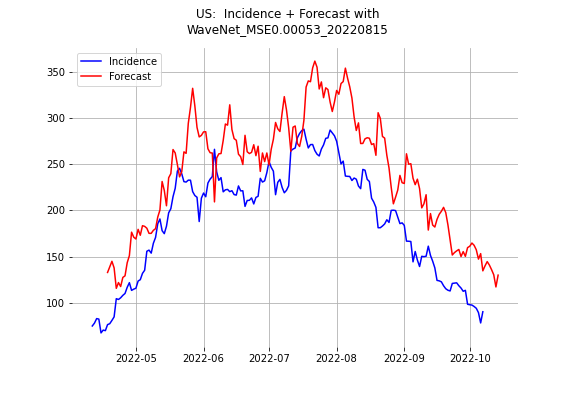 US:  Incidence + Forecast with
WaveNet_MSE0.00053_20220815
Incidence
Forecast
350
300
250
200
150
100
2022-05 2022-06 2022-07 2022-08 2022-09 2022-10